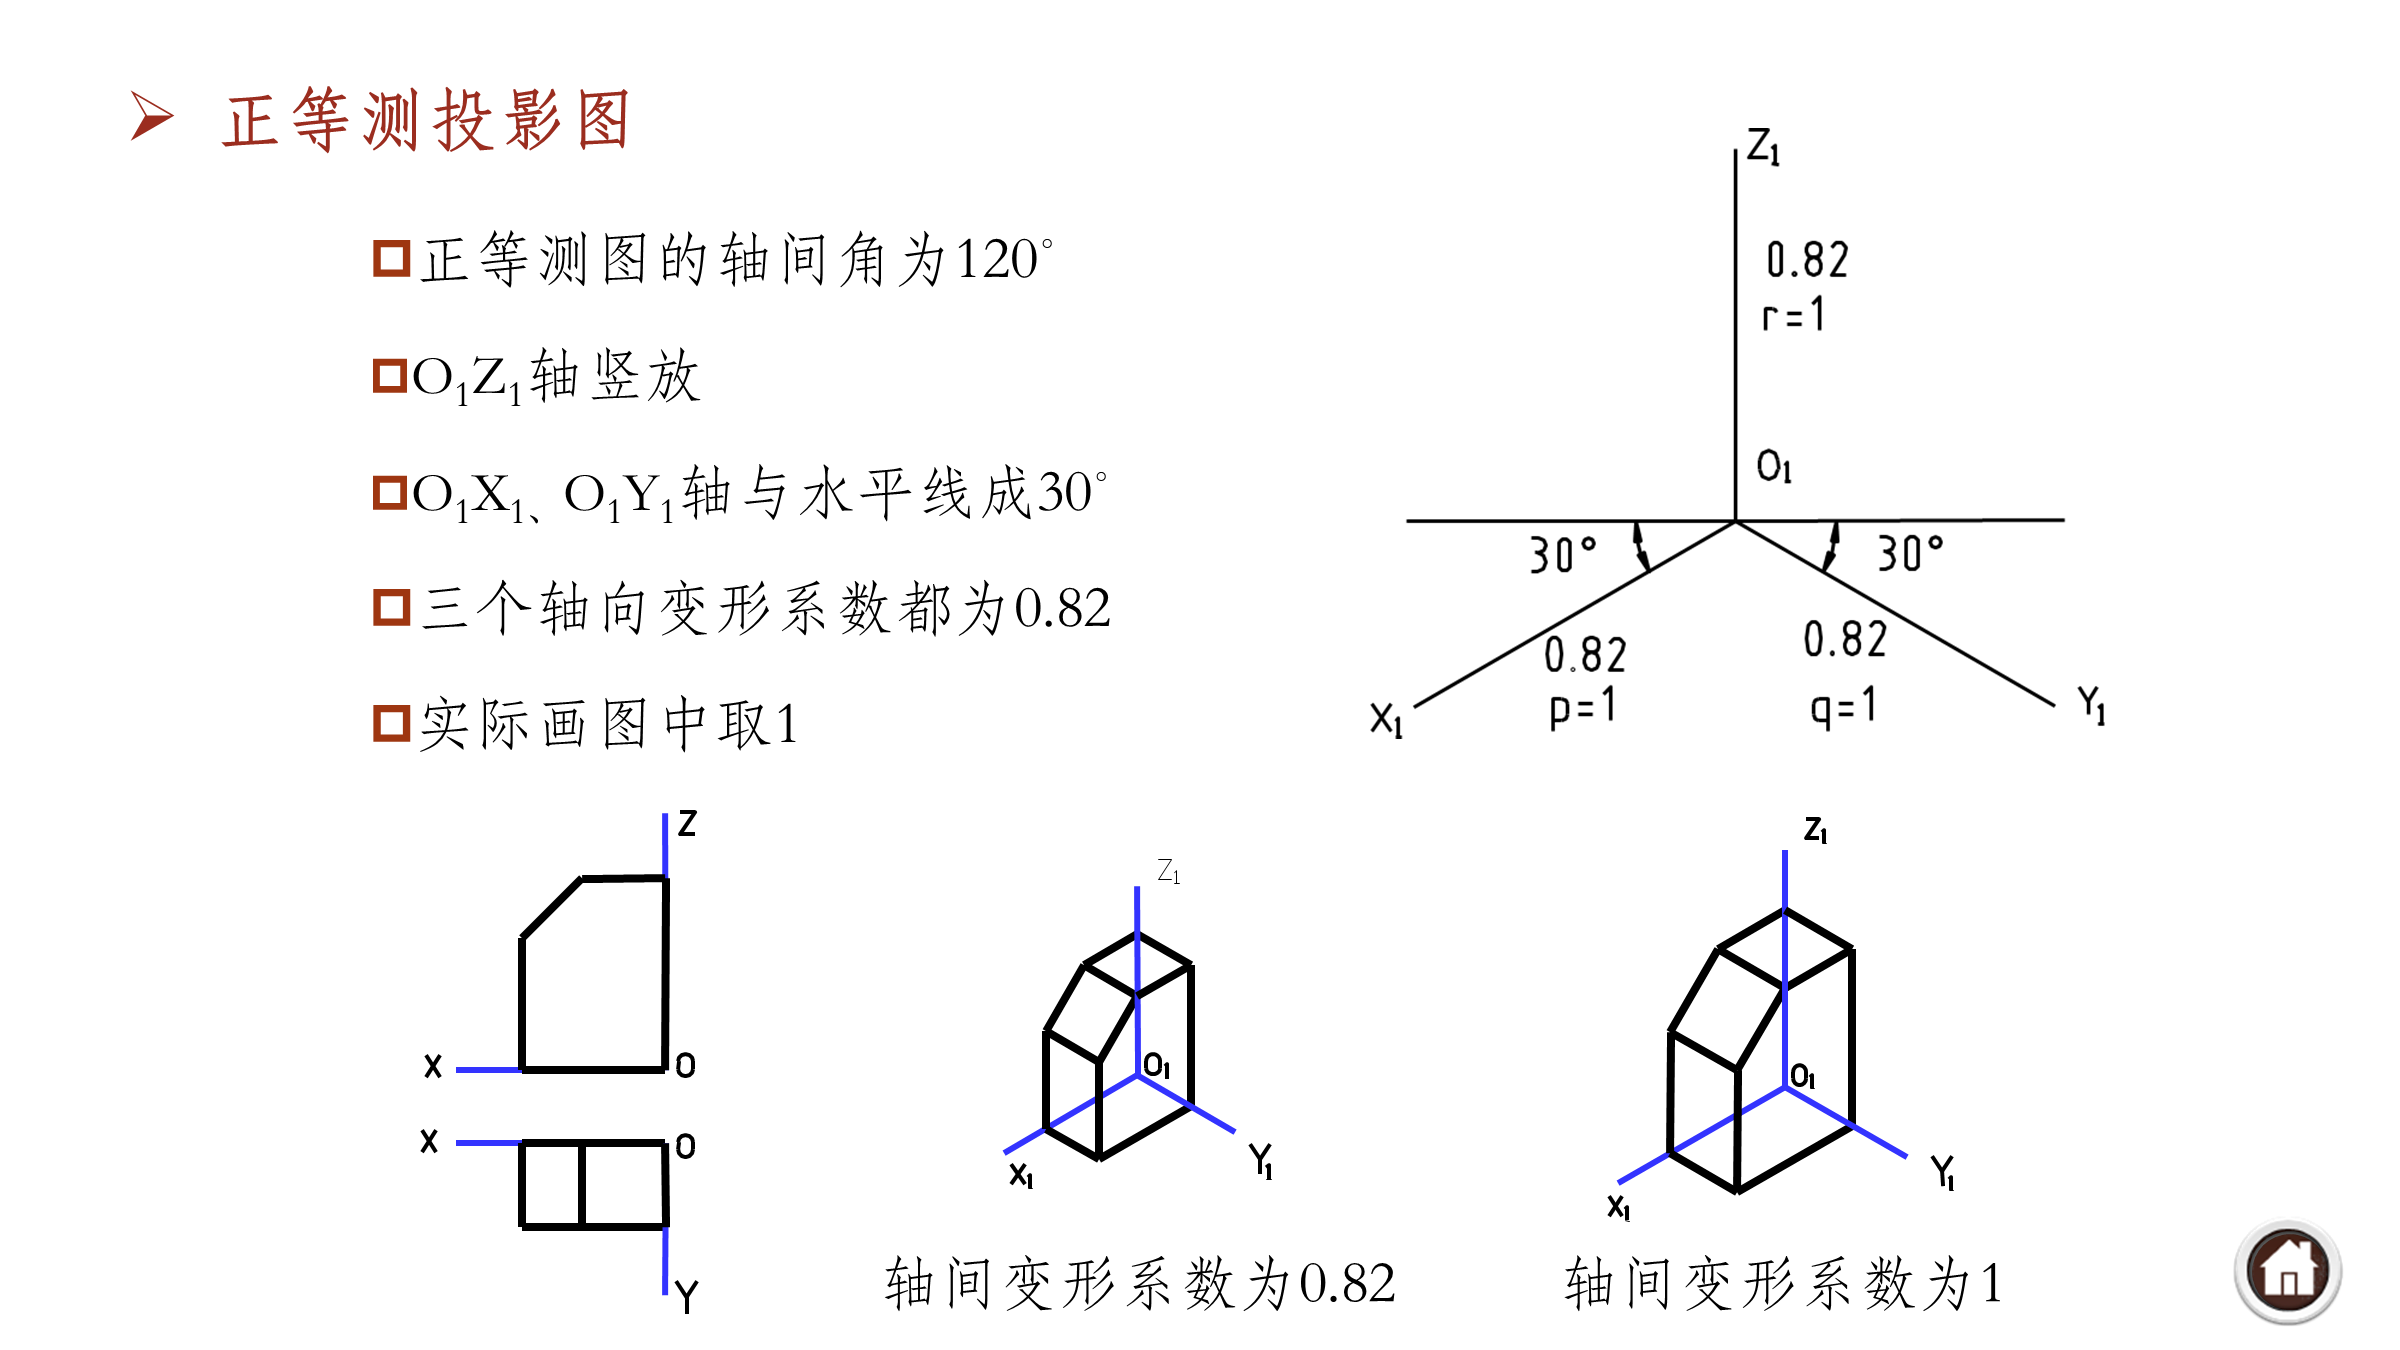 正等测投影图
正等测图的轴间角为120°
O₁Z₁轴竖放
O₁X₁、O₁Y₁轴与水平线成30°
三个轴向变形系数都为0.82
实际画图中取1
Z₁
0.82
r=1
O₁
30°
30°
0.82
p=1
0.82
q=1
X₁
Y₁
Z
X
O
X
O
Y
Z₁
O₁
X₁
Y₁
轴间变形系数为0.82
Z₁
O₁
X₁
Y₁
轴间变形系数为1